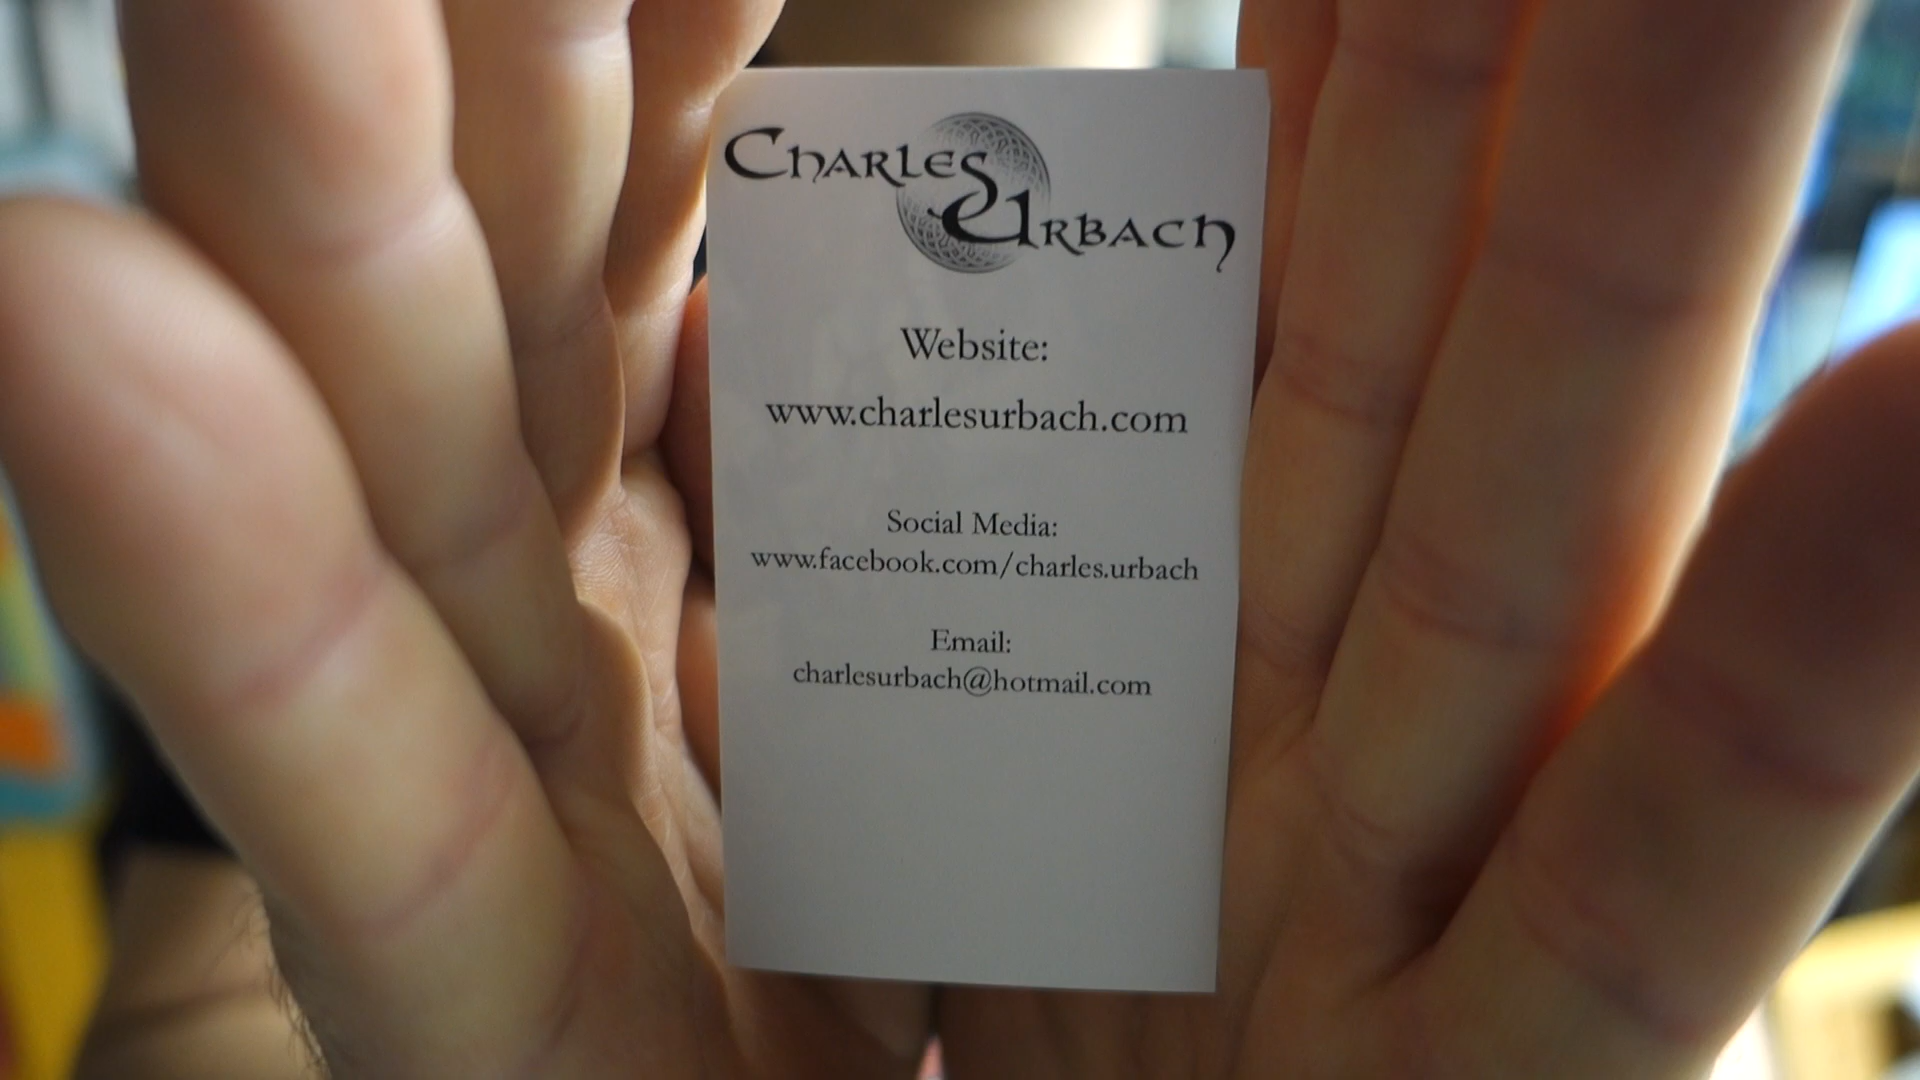 Charles
Urbach
Website:
www.charlesurbach.com
Social Media:
www.facebook.com/charles.urbach
Email:
charlesurbach@hotmail.com